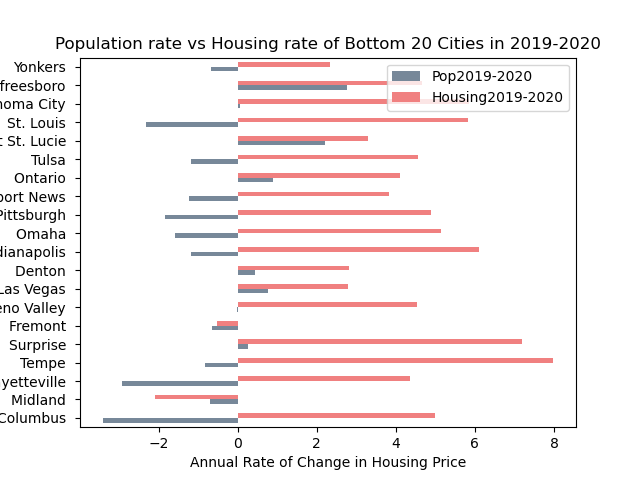 Population rate vs Housing rate of Bottom 20 Cities in 2019-2020
Pop2019-2020
Housing2019-2020
Yonkers
freesboro
oma City
St. Louis
t St. Lucie
Tulsa
Ontario
port News
Pittsburgh
Omaha
dianapolis
Denton
Las Vegas
eno Valley
Fremont
Surprise
Tempe
yetteville
Midland
Columbus
−2 0 2 4 6 8
Annual Rate of Change in Housing Price